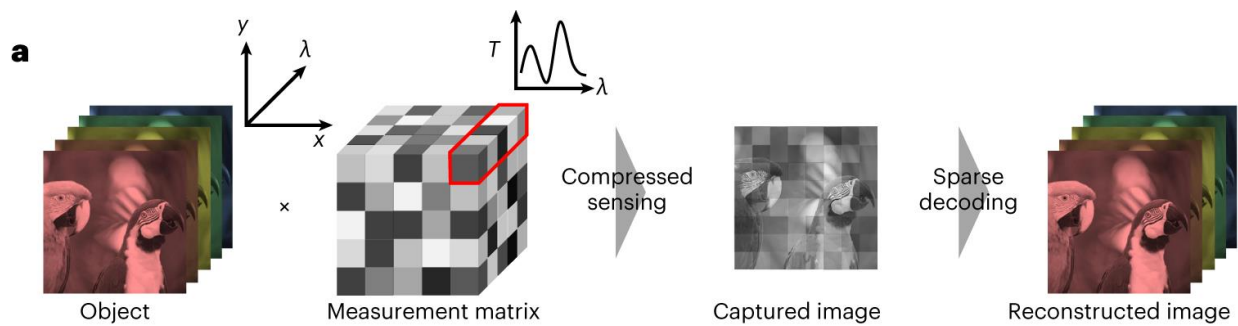 a
y
λ
x
T
λ
×
Compressed
sensing
Sparse
decoding
Object
Measurement matrix
Captured image
Reconstructed image